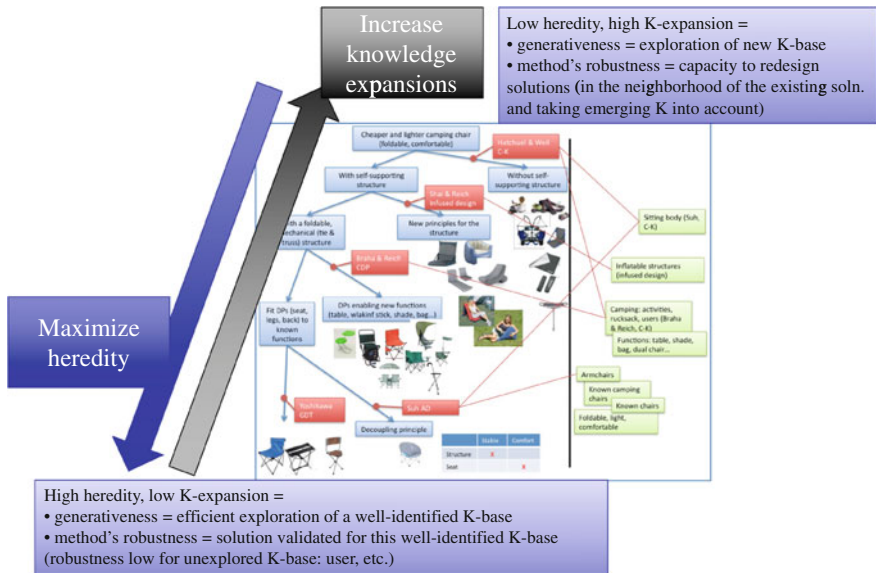 Increase
knowledge
expansions
Low heredity, high K-expansion =
• generativeness = exploration of new K-base
• method's robustness = capacity to redesign
solutions (in the neighborhood of the existing soln.
and taking emerging K into account)
Maximize
heredity
Cheaper and lighter camping chair
(foldable, comfortable)
Hatchuel & Weil
C-K
With self-supporting
structure
Without self-
supporting structure
Shai & Reich
Infused design
With a foldable,
mechanical (tie &
truss) structure
New principles for the
structure
Braha & Reich
CDP
Fit DPs (seat,
legs, back) to
known
functions
DPs enabling new functions
(table, wlakinf stick, shade, bag...)
Yoshikawa
GDT
Suh AD
Decoupling principle
Stable Comfort
Structure X
Seat X
Sitting body (Suh,
C-K)
Inflatable structures
(infused design)
Camping: activities,
rucksack, users (Braha
& Reich, C-K)
Functions: table, shade,
bag, dual chair...
Armchairs
Known camping
chairs
Known chairs
Foldable, light,
comfortable
High heredity, low K-expansion =
• generativeness = efficient exploration of a well-identified K-base
• method's robustness = solution validated for this well-identified K-base
(robustness low for unexplored K-base: user, etc.)